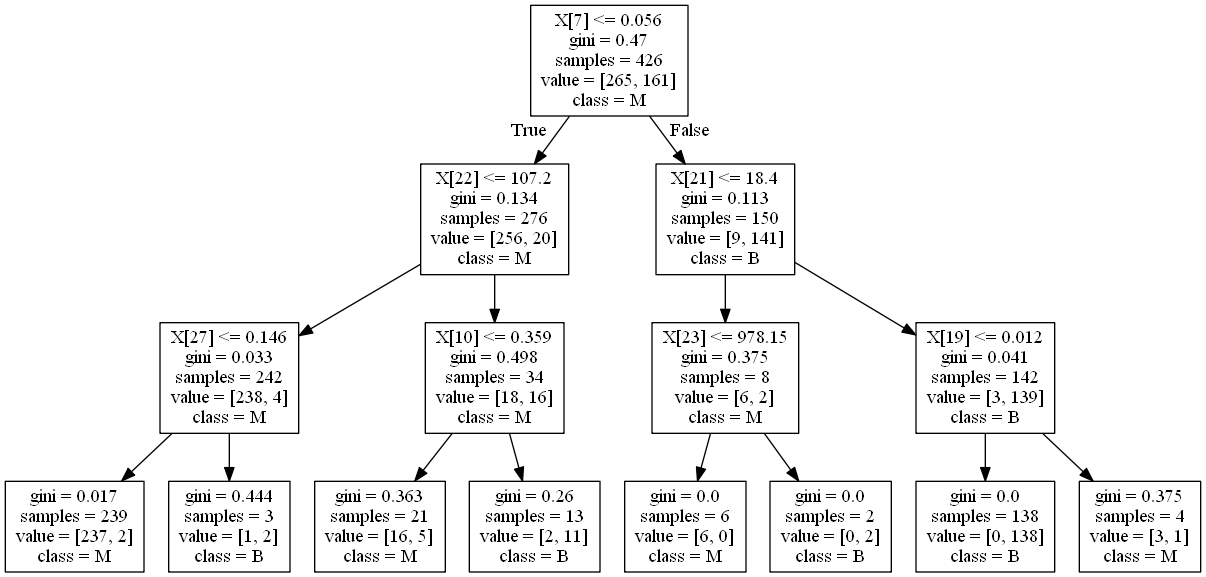 X[7] <= 0.056
gini = 0.47
samples = 426
value = [265, 161]
class = M
True
False
X[22] <= 107.2
gini = 0.134
samples = 276
value = [256, 20]
class = M
X[21] <= 18.4
gini = 0.113
samples = 150
value = [9, 141]
class = B
X[27] <= 0.146
gini = 0.033
samples = 242
value = [238, 4]
class = M
X[10] <= 0.359
gini = 0.498
samples = 34
value = [18, 16]
class = M
X[23] <= 978.15
gini = 0.375
samples = 8
value = [6, 2]
class = M
X[19] <= 0.012
gini = 0.041
samples = 142
value = [3, 139]
class = B
gini = 0.017
samples = 239
value = [237, 2]
class = M
gini = 0.444
samples = 3
value = [1, 2]
class = B
gini = 0.363
samples = 21
value = [16, 5]
class = M
gini = 0.26
samples = 13
value = [2, 11]
class = B
gini = 0.0
samples = 6
value = [6, 0]
class = M
gini = 0.0
samples = 2
value = [0, 2]
class = B
gini = 0.0
samples = 138
value = [0, 138]
class = B
gini = 0.375
samples = 4
value = [3, 1]
class = M